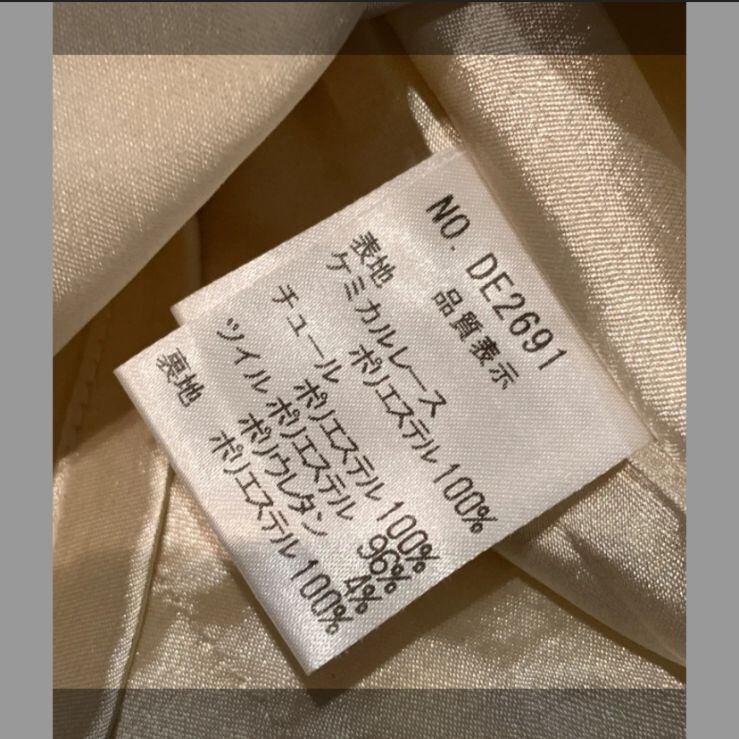 NO. DE2691
品質表示
表地
ケミカルレース
ポリエステル 100%
チュール
ポリエステル 100%
ツイル ポリエステル 96%
ポリウレタン 4%
裏地 ポリエステル 100%